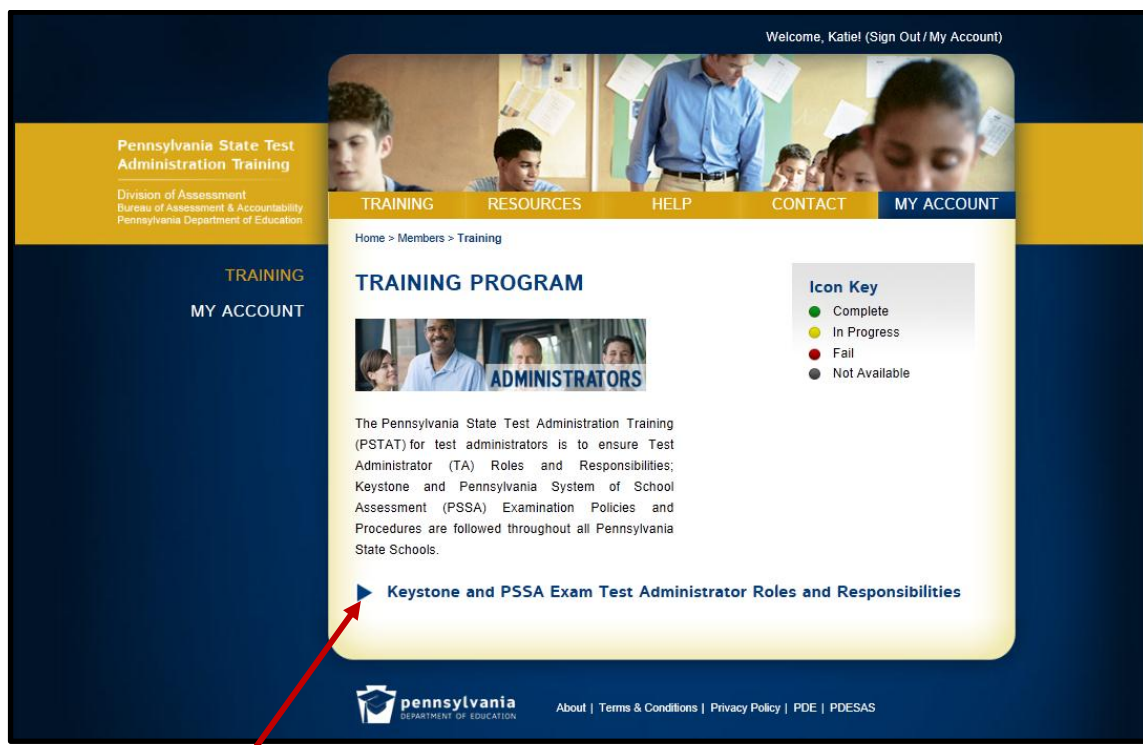 Welcome, Katie! (Sign Out / My Account)
Pennsylvania State Test
Administration Training
Division of Assessment
Bureau of Assessment & Accountability
Pennsylvania Department of Education
TRAINING
RESOURCES
HELP
CONTACT
MY ACCOUNT
Home > Members > Training
TRAINING
MY ACCOUNT
TRAINING PROGRAM
ADMINISTRATORS
The Pennsylvania State Test Administration Training
(PSTAT) for test administrators is to ensure Test
Administrator (TA) Roles and Responsibilities;
Keystone and Pennsylvania System of School
Assessment (PSSA) Examination Policies and
Procedures are followed throughout all Pennsylvania
State Schools.
Icon Key
Complete
In Progress
Fail
Not Available
Keystone and PSSA Exam Test Administrator Roles and Responsibilities
pennsylvania
DEPARTMENT OF EDUCATION
About | Terms & Conditions | Privacy Policy | PDE | PDESAS